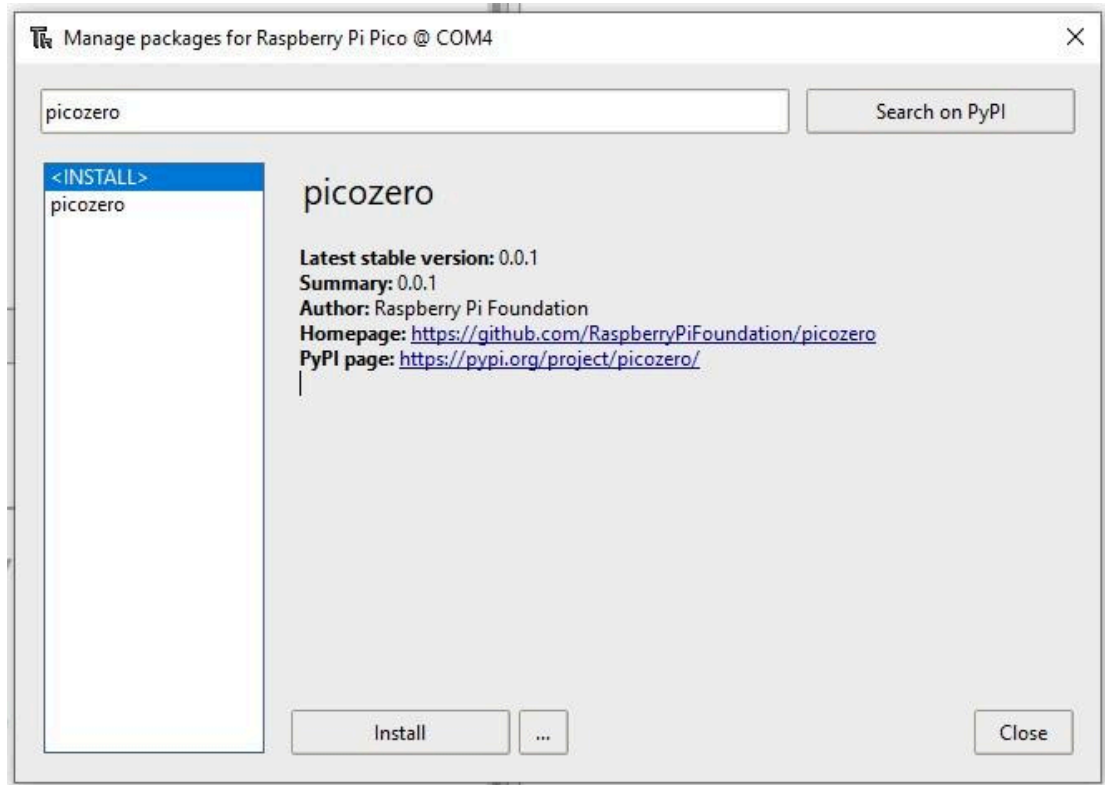 Manage packages for Raspberry Pi Pico @ COM4
picozero
Search on PyPI
<INSTALL>
picozero
picozero
Latest stable version: 0.0.1
Summary: 0.0.1
Author: Raspberry Pi Foundation
Homepage: https://github.com/RaspberryPiFoundation/picozero
PyPI page: https://pypi.org/project/picozero/
Install
...
Close